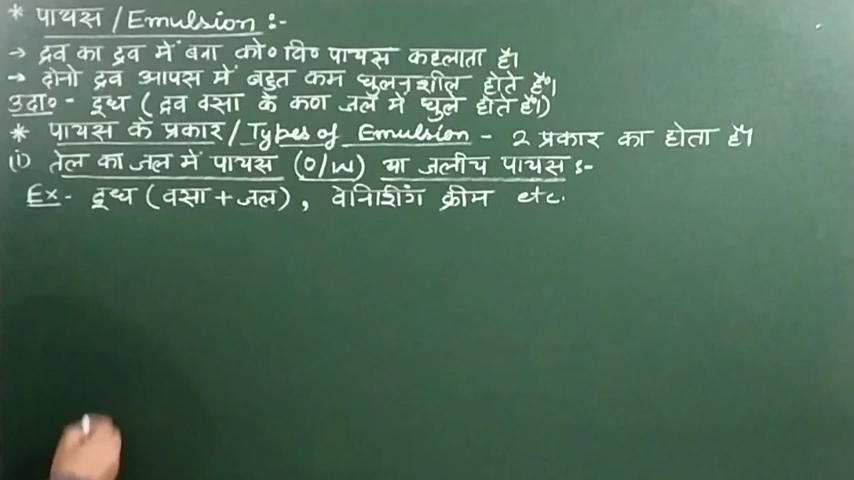 * पायस / Emulsion :-
→ द्रव का द्रव में बना को० वि० पायस कहलाता है।
→ दोनो द्रव आपस में बहुत कम घुलनशील होते हैं।
उदा० - दूध ( द्रव वसा के कण जल में घुले होते हैं।)
* पायस के प्रकार / Types of Emulsion - 2 प्रकार का होता है।
(i) तेल का जल में पायस (O/W) या जलीय पायस :-
Ex- दूध (वसा + जल), वेनिशिंग क्रीम etc.